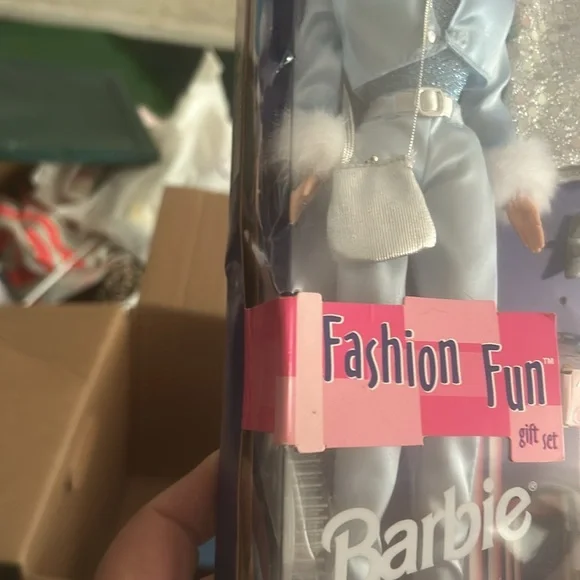 Fashion Fun™
gift set
Barbie®